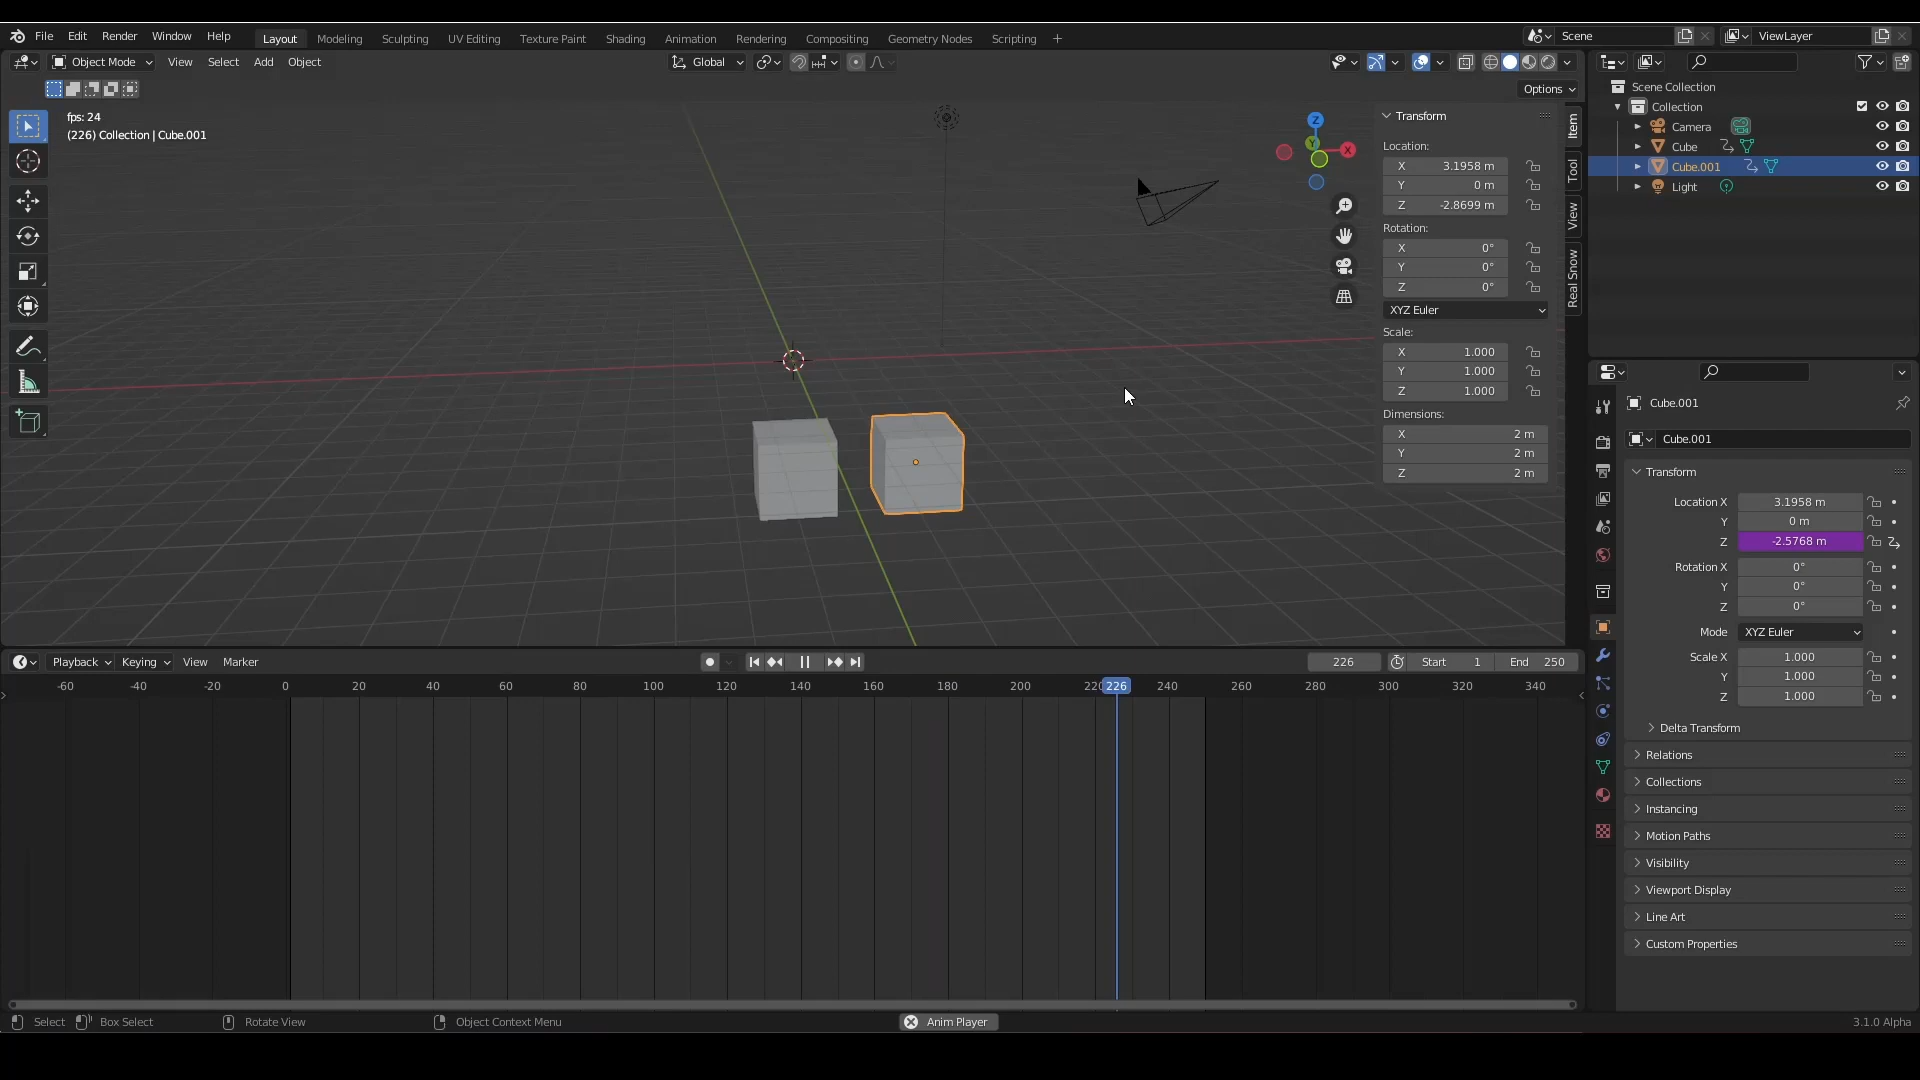 File Edit Render Window Help Layout Modeling Sculpting UV Editing Texture Paint Shading Animation Rendering Compositing Geometry Nodes Scripting + Scene ViewLayer
Object Mode View Select Add Object Global
Options
fps: 24
(226) Collection | Cube.001
Z
Y
X
Transform
Location:
X 3.1958 m
Y 0 m
Z -2.8699 m
Rotation:
X 0°
Y 0°
Z 0°
XYZ Euler
Scale:
X 1.000
Y 1.000
Z 1.000
Dimensions:
X 2 m
Y 2 m
Z 2 m
Item
Tool
View
Real Snow
Scene Collection
Collection
Camera
Cube
Cube.001
Light
Cube.001
Cube.001
Transform
Location X 3.1958 m
Y 0 m
Z -2.5768 m
Rotation X 0°
Y 0°
Z 0°
Mode XYZ Euler
Scale X 1.000
Y 1.000
Z 1.000
Delta Transform
Relations
Collections
Instancing
Motion Paths
Visibility
Viewport Display
Line Art
Custom Properties
Playback Keying View Marker 226 Start 1 End 250
-60 -40 -20 0 20 40 60 80 100 120 140 160 180 200 220 226 240 260 280 300 320 340
Select Box Select Rotate View Object Context Menu Anim Player 3.1.0 Alpha